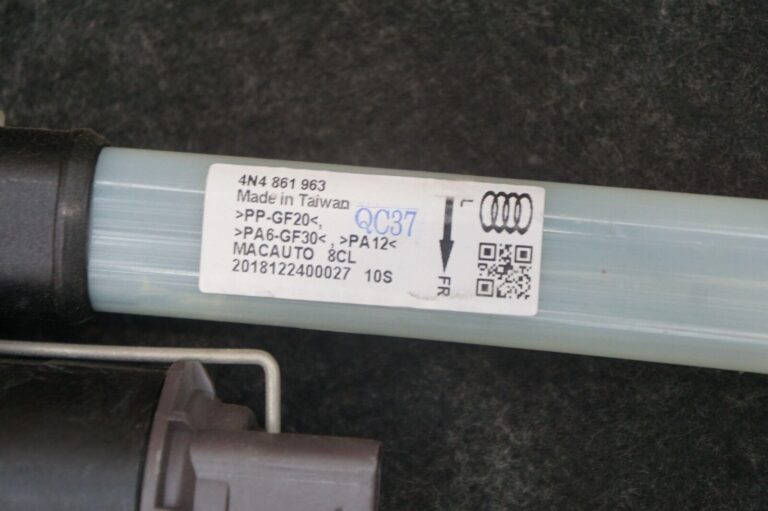 4N4 861 963
Made in Taiwan
>PP-GF20<,
>PA6-GF30<, >PA12<
MACAUTO 8CL
2018122400027 10S
QC37
L
FR